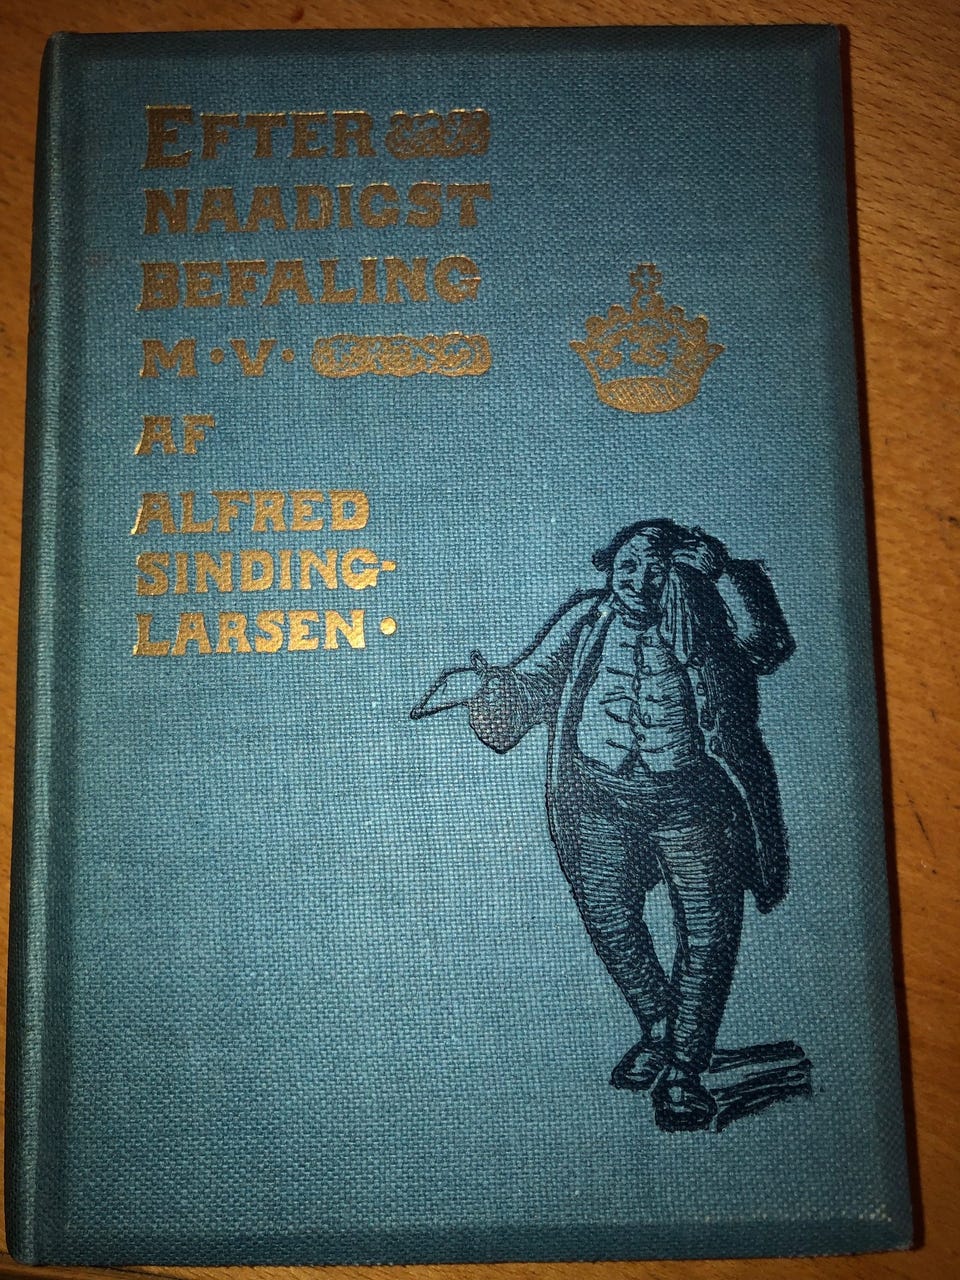 EFTER
NAADIGST
BEFALING
M·V·
AF
ALFRED
SINDING-
LARSEN·